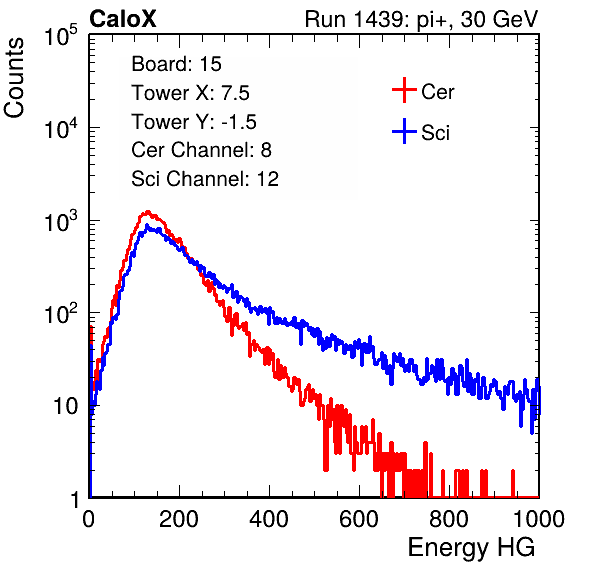 CaloX Run 1439: pi+, 30 GeV
Counts
Board: 15
Tower X: 7.5
Tower Y: -1.5
Cer Channel: 8
Sci Channel: 12
Cer
Sci
10^5
10^4
10^3
10^2
10
1
0 200 400 600 800 1000
Energy HG